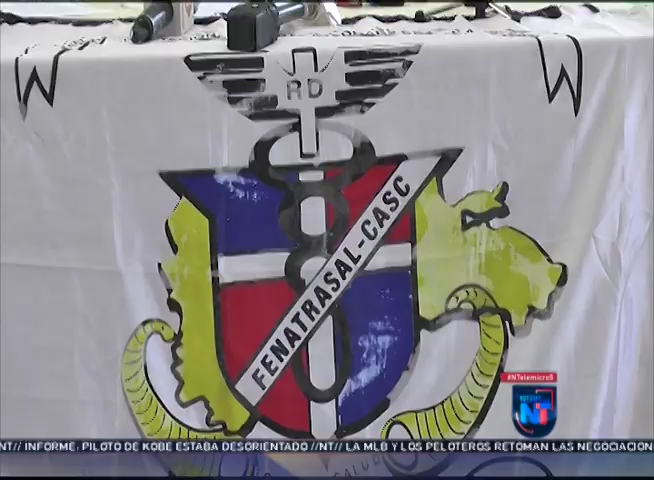 RD
FENATRASAL-CASC
#NTelemicro5
NT
NT// INFORME: PILOTO DE KOBE ESTABA DESORIENTADO //NT// LA MLB Y LOS PELOTEROS RETOMAN LAS NEGOCIACION
SALUD